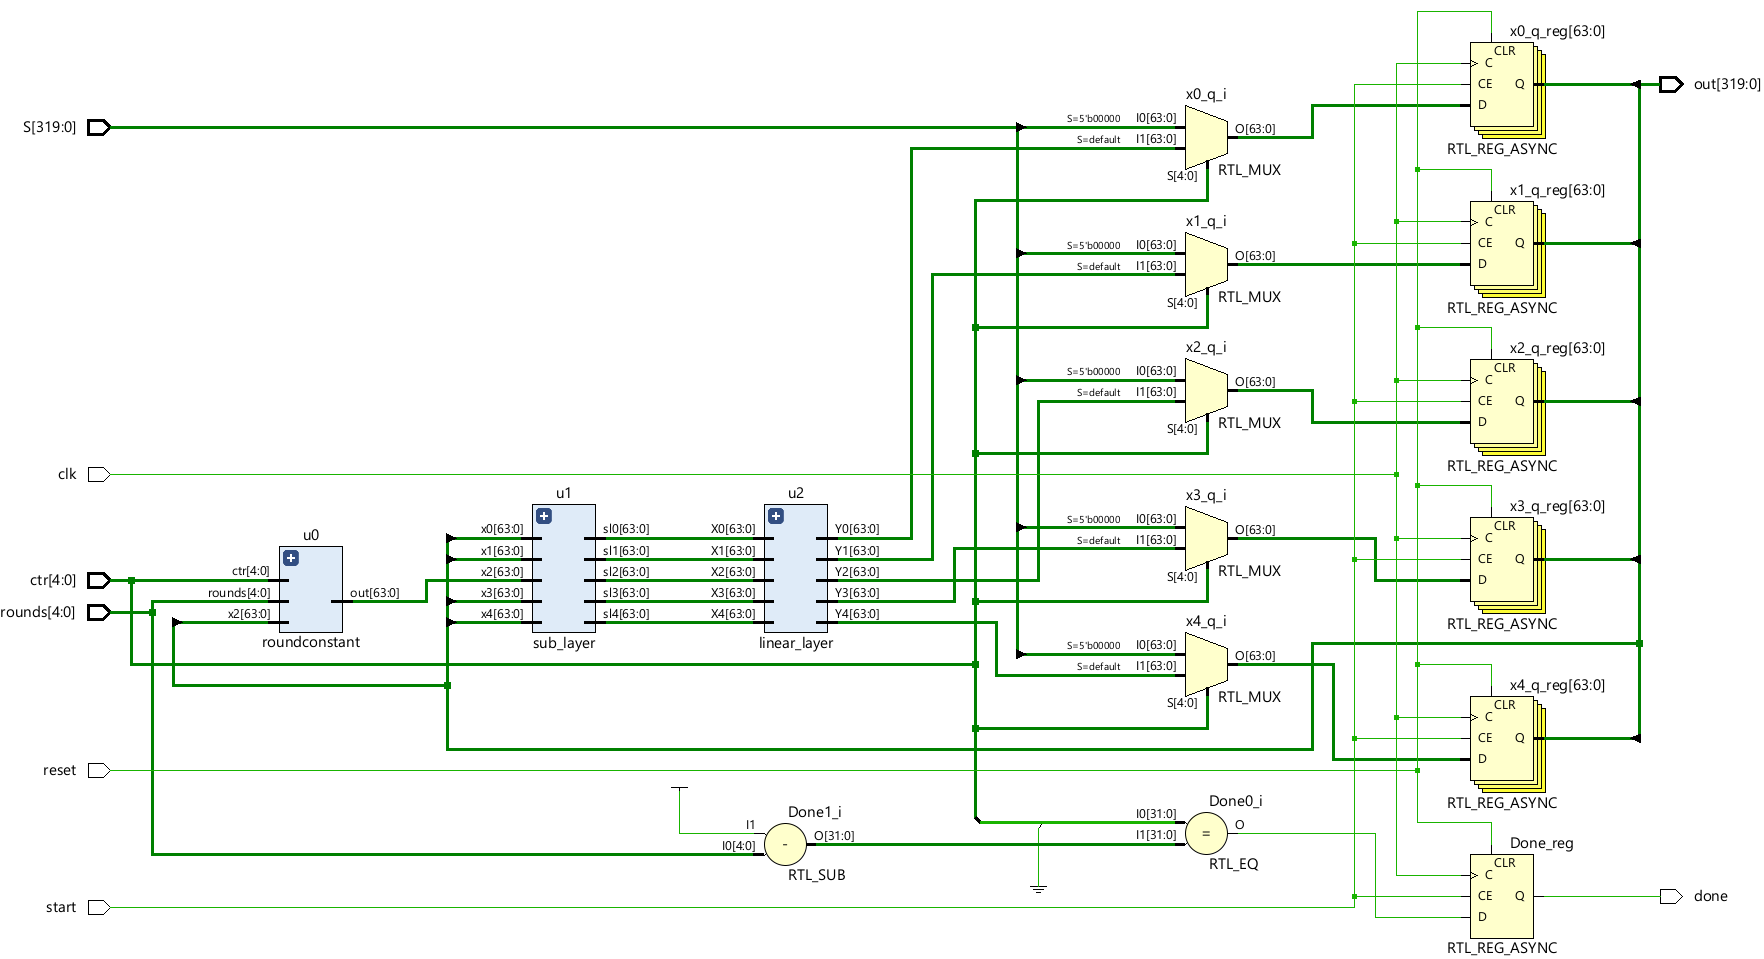 x0_q_reg[63:0]
CLR
C
CE
Q
D
RTL_REG_ASYNC
out[319:0]
S[319:0]
x0_q_i
S=5'b00000
I0[63:0]
S=default
I1[63:0]
O[63:0]
S[4:0]
RTL_MUX
x1_q_reg[63:0]
CLR
C
CE
Q
D
RTL_REG_ASYNC
x1_q_i
S=5'b00000
I0[63:0]
S=default
I1[63:0]
O[63:0]
S[4:0]
RTL_MUX
x2_q_reg[63:0]
CLR
C
CE
Q
D
RTL_REG_ASYNC
x2_q_i
S=5'b00000
I0[63:0]
S=default
I1[63:0]
O[63:0]
S[4:0]
RTL_MUX
clk
u0
ctr[4:0]
rounds[4:0]
x2[63:0]
out[63:0]
roundconstant
ctr[4:0]
rounds[4:0]
u1
x0[63:0]
x1[63:0]
x2[63:0]
x3[63:0]
x4[63:0]
sl0[63:0]
sl1[63:0]
sl2[63:0]
sl3[63:0]
sl4[63:0]
sub_layer
u2
X0[63:0]
X1[63:0]
X2[63:0]
X3[63:0]
X4[63:0]
Y0[63:0]
Y1[63:0]
Y2[63:0]
Y3[63:0]
Y4[63:0]
linear_layer
x3_q_i
S=5'b00000
I0[63:0]
S=default
I1[63:0]
O[63:0]
S[4:0]
RTL_MUX
x3_q_reg[63:0]
CLR
C
CE
Q
D
RTL_REG_ASYNC
x4_q_i
S=5'b00000
I0[63:0]
S=default
I1[63:0]
O[63:0]
S[4:0]
RTL_MUX
x4_q_reg[63:0]
CLR
C
CE
Q
D
RTL_REG_ASYNC
reset
Done1_i
I1
I0[4:0]
-
O[31:0]
RTL_SUB
Done0_i
I0[31:0]
I1[31:0]
=
O
RTL_EQ
Done_reg
CLR
C
CE
Q
D
RTL_REG_ASYNC
start
done